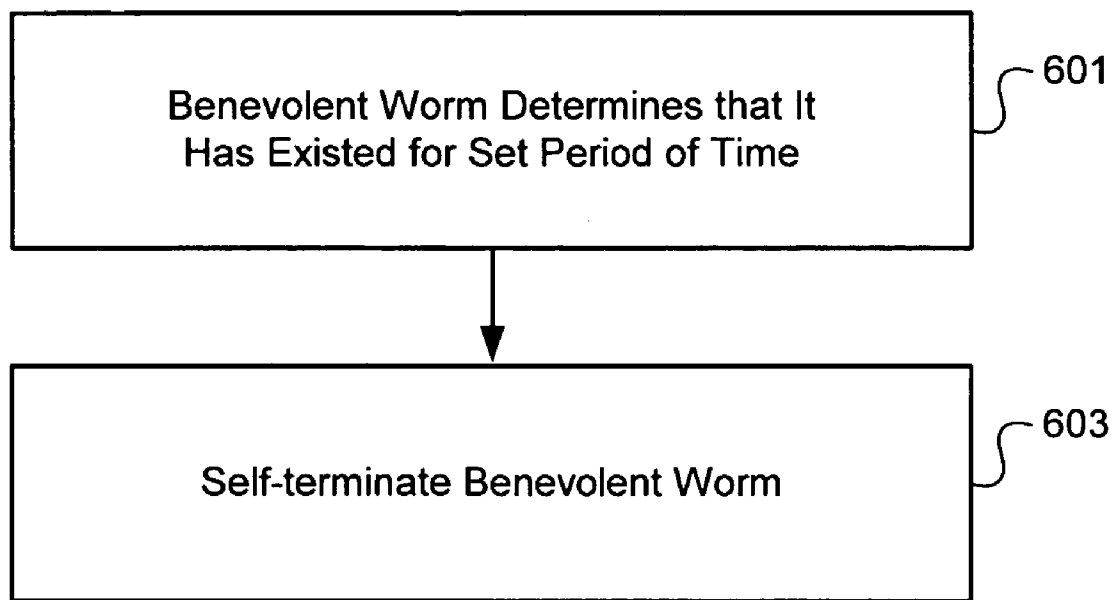 Benevolent Worm Determines that It
Has Existed for Set Period of Time
601
Self-terminate Benevolent Worm
603